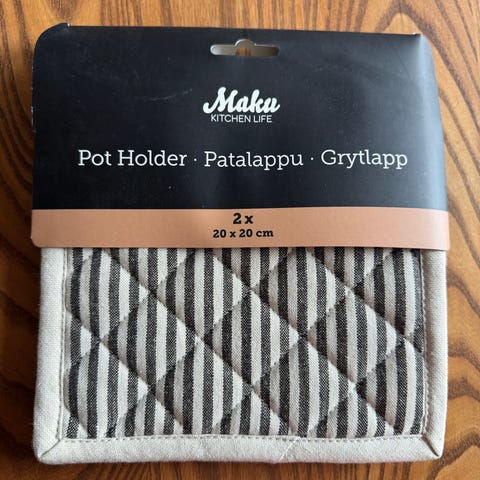 Maku
KITCHEN LIFE
Pot Holder · Patalappu · Grytlapp
2 x
20 x 20 cm